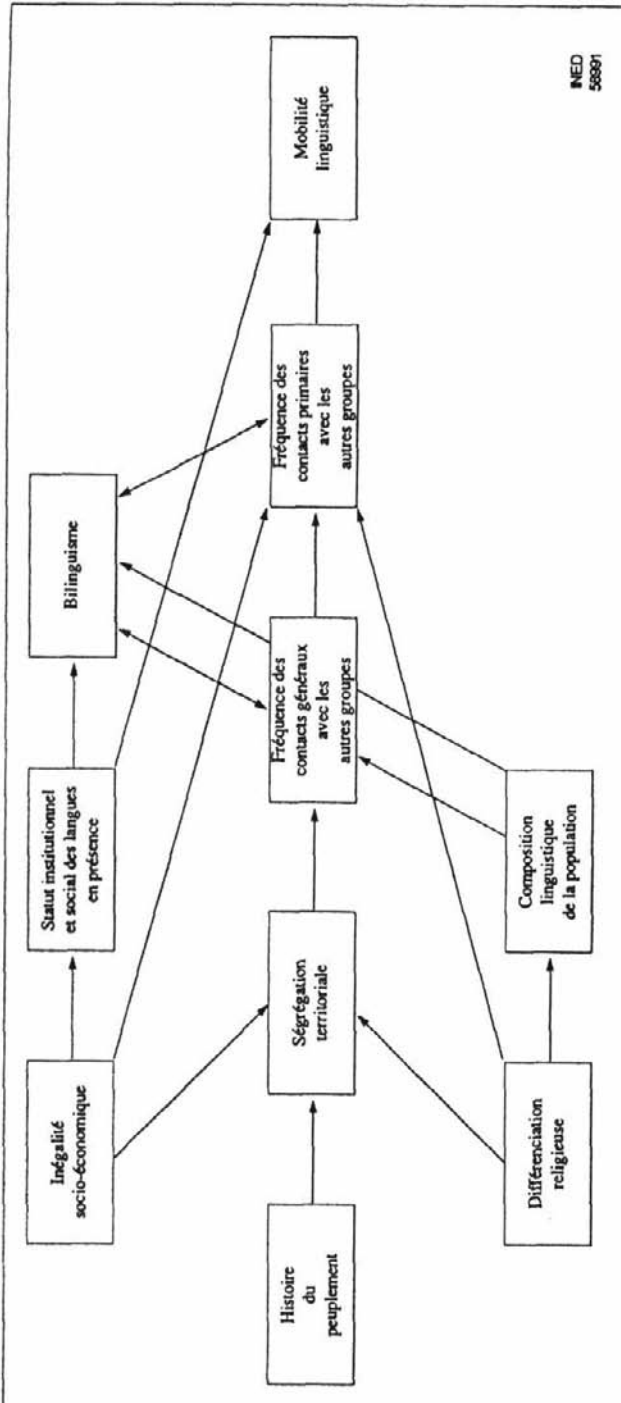 Inégalité
socio-économique
Statut institutionnel
et social des langues
en présence
Bilinguisme
Histoire
du
peuplement
Ségrégation
territoriale
Fréquence des
contacts généraux
avec les
autres groupes
Fréquence des
contacts primaires
avec les
autres groupes
Mobilité
linguistique
Différenciation
religieuse
Composition
linguistique
de la population
INED
58991